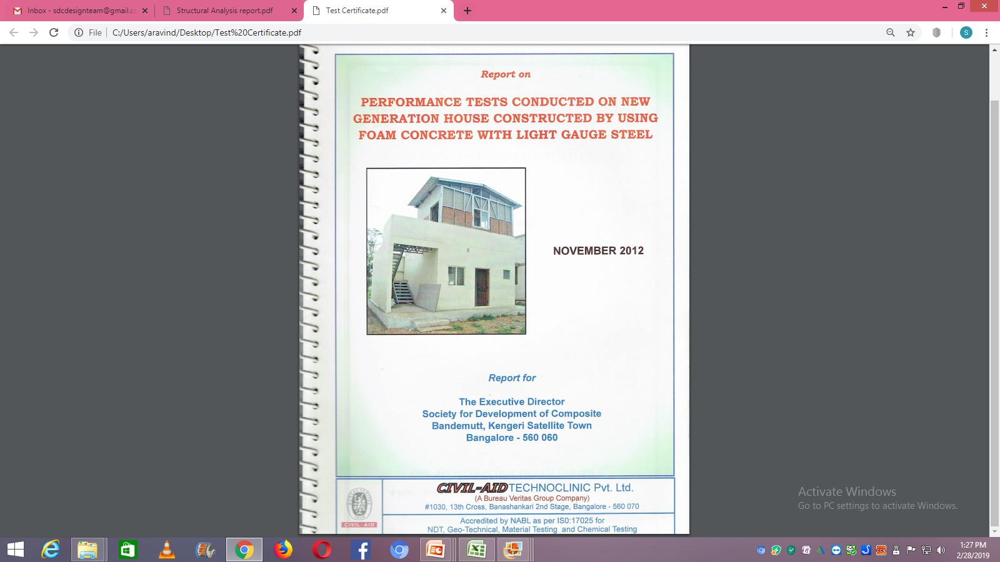 Inbox - sdcdesignteam@gmail.cc
Structural Analysis report.pdf
Test Certificate.pdf
File
C:/Users/aravind/Desktop/Test%20Certificate.pdf
S
Report on
PERFORMANCE TESTS CONDUCTED ON NEW
GENERATION HOUSE CONSTRUCTED BY USING
FOAM CONCRETE WITH LIGHT GAUGE STEEL
NOVEMBER 2012
Report for
The Executive Director
Society for Development of Composite
Bandemutt, Kengeri Satellite Town
Bangalore - 560 060
CIVIL-AID TECHNOCLINIC Pvt. Ltd.
(A Bureau Veritas Group Company)
#1030, 13th Cross, Banashankari 2nd Stage, Bangalore - 560 070
CIVIL-AID
Accredited by NABL as per IS0:17025 for
NDT, Geo-Technical, Material Testing and Chemical Testing
Activate Windows
Go to PC settings to activate Windows.
1:27 PM
2/28/2019